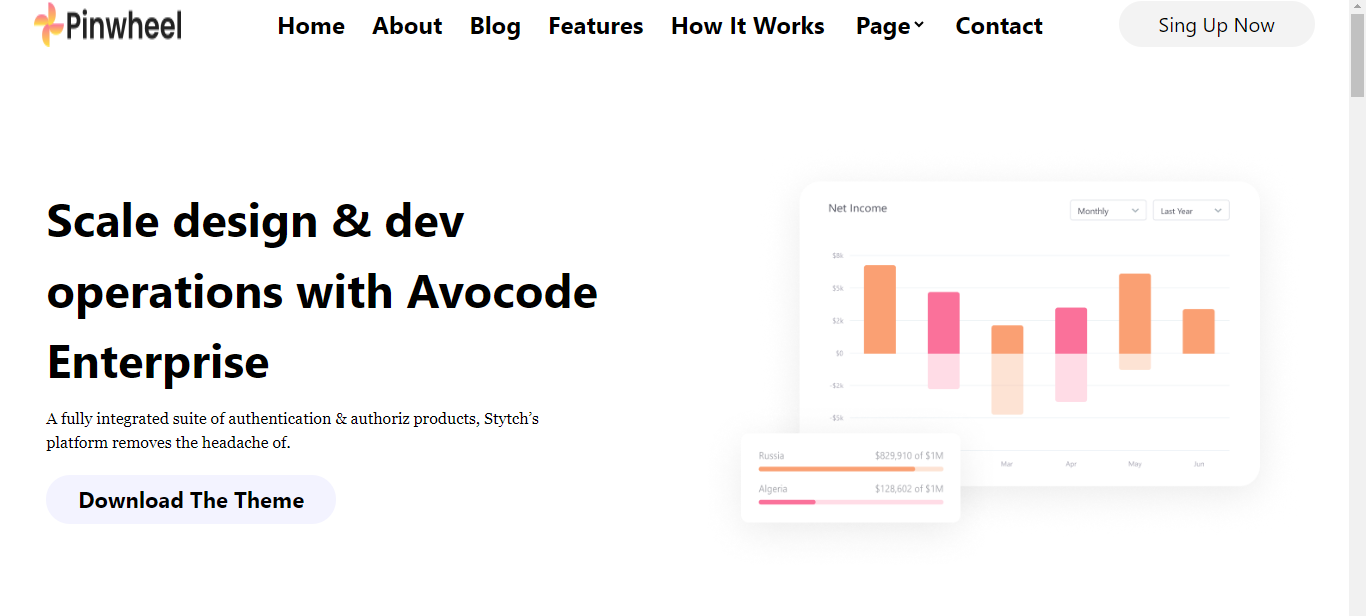 Pinwheel
Home About Blog Features How It Works Page Contact
Sing Up Now
Scale design & dev
operations with Avocode
Enterprise
A fully integrated suite of authentication & authoriz products, Stytch’s
platform removes the headache of.
Download The Theme
Net Income
Monthly
Last Year
$8k
$5k
$2k
$0
-$2k
-$5k
Mar Apr May Jun
Russia $829,910 of $1M
Algeria $128,602 of $1M